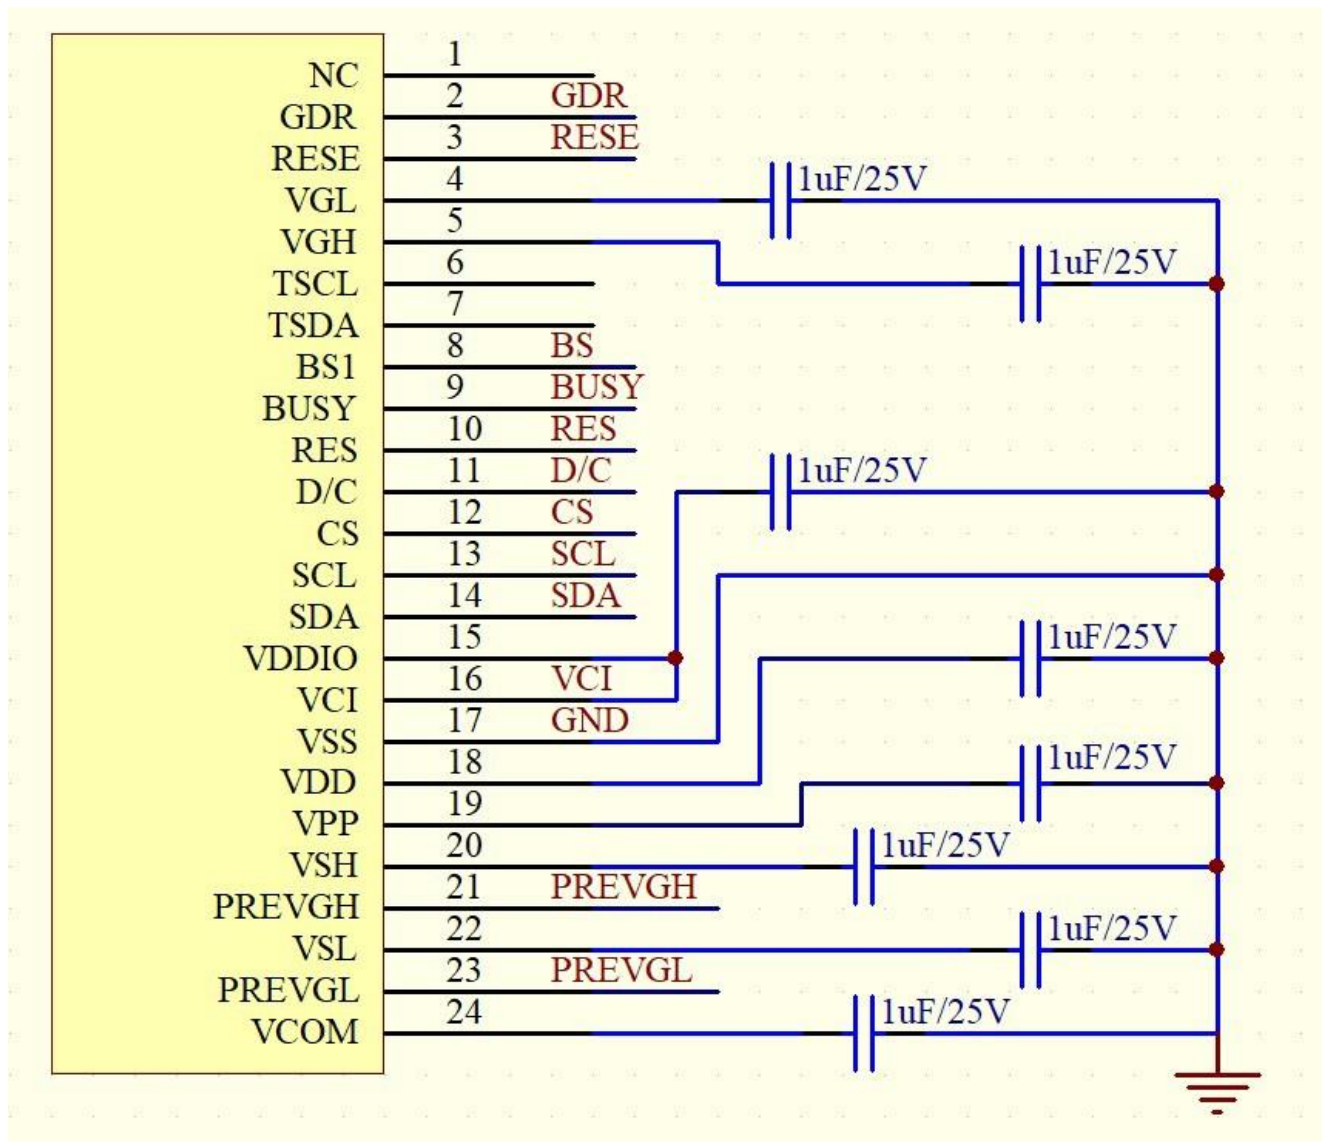 NC 1
GDR 2 GDR
RESE 3 RESE
VGL 4 1uF/25V
VGH 5 1uF/25V
TSCL 6
TSDA 7
BS1 8 BS
BUSY 9 BUSY
RES 10 RES
D/C 11 D/C 1uF/25V
CS 12 CS
SCL 13 SCL
SDA 14 SDA
VDDIO 15 1uF/25V
VCI 16 VCI
VSS 17 GND
VDD 18 1uF/25V
VPP 19
VSH 20 1uF/25V
PREVGH 21 PREVGH
VSL 22 1uF/25V
PREVGL 23 PREVGL
VCOM 24 1uF/25V